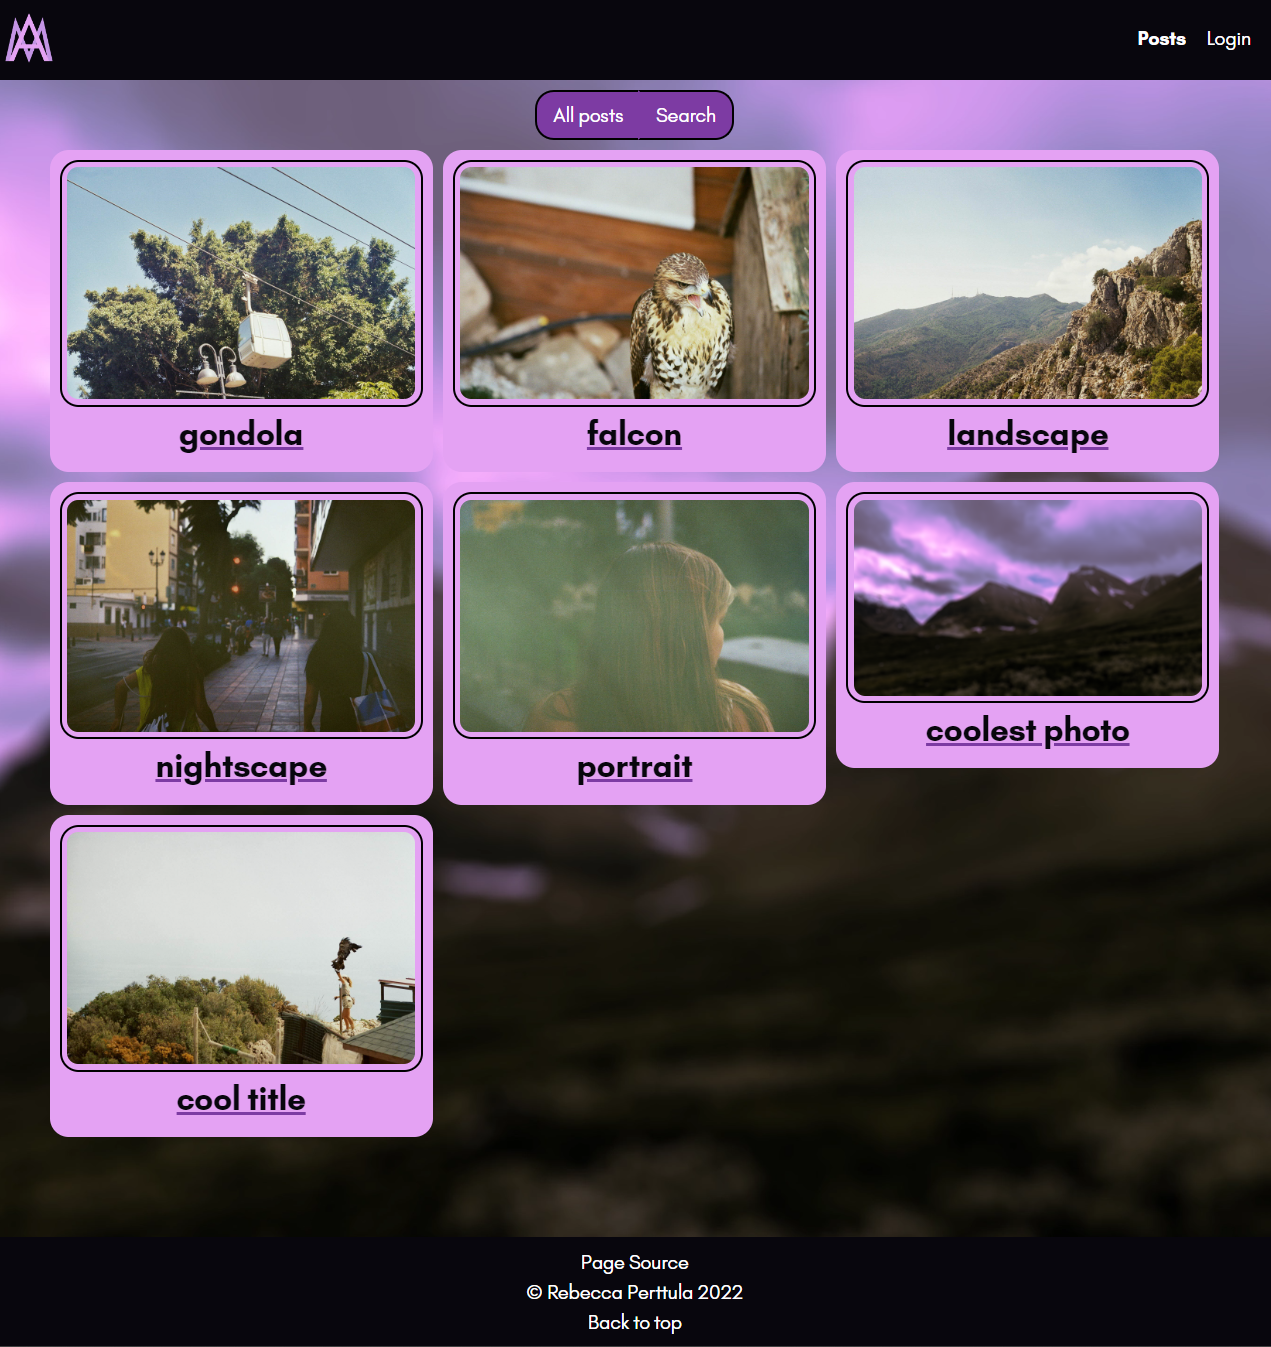 Posts Login
All posts Search
gondola falcon landscape
nightscape portrait coolest photo
cool title
Page Source
© Rebecca Perttula 2022
Back to top